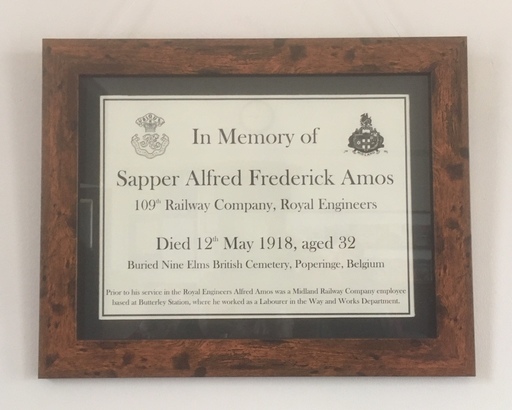 In Memory of
Sapper Alfred Frederick Amos
109th Railway Company, Royal Engineers
Died 12th May 1918, aged 32
Buried Nine Elms British Cemetery, Poperinge, Belgium
Prior to his service in the Royal Engineers Alfred Amos was a Midland Railway Company employee
based at Butterley Station, where he worked as a Labourer in the Way and Works Department.